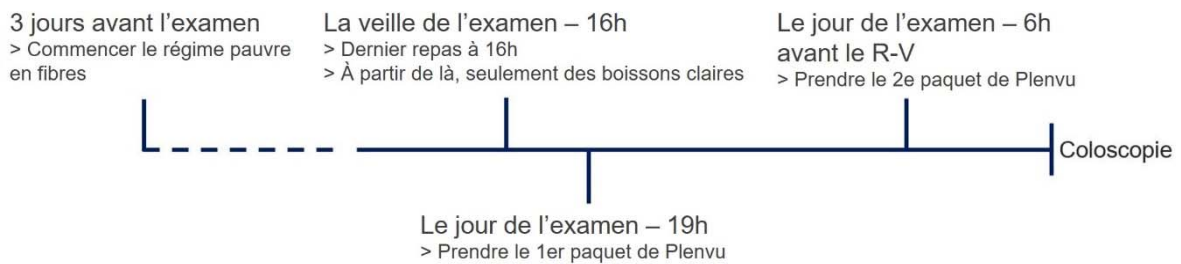 3 jours avant l’examen
> Commencer le régime pauvre
en fibres
La veille de l’examen – 16h
> Dernier repas à 16h
> À partir de là, seulement des boissons claires
Le jour de l’examen – 19h
> Prendre le 1er paquet de Plenvu
Le jour de l’examen – 6h
avant le R-V
> Prendre le 2e paquet de Plenvu
Coloscopie